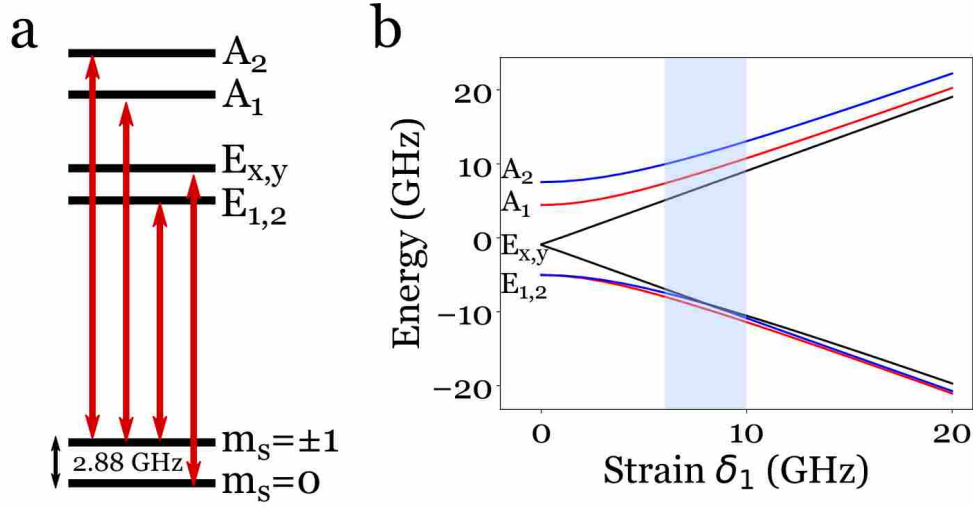 a
A₂
A₁
Eₓ,ᵧ
E₁,₂
mₛ=±1
2.88 GHz
mₛ=0
b
Energy (GHz)
20
10
0
−10
−20
A₂
A₁
Eₓ,ᵧ
E₁,₂
0
10
20
Strain δ₁ (GHz)